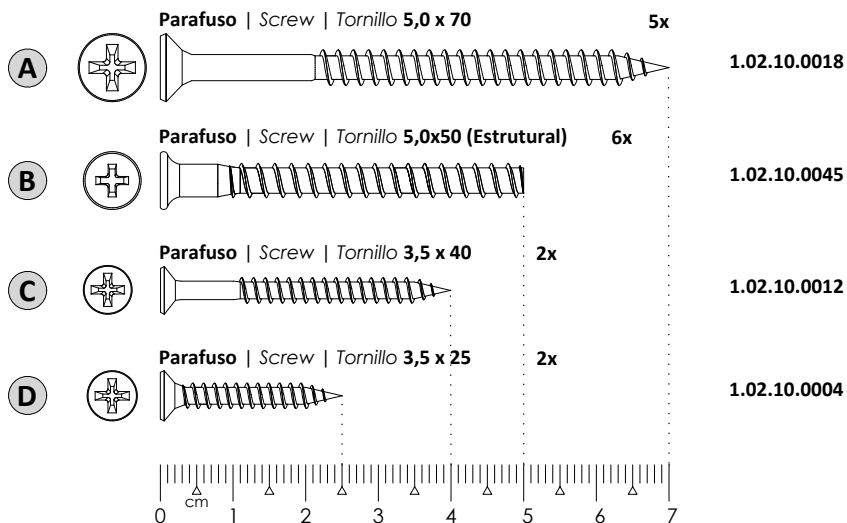 Parafuso | Screw | Tornillo 5,0 x 70 5x
A 1.02.10.0018
Parafuso | Screw | Tornillo 5,0x50 (Estrutural) 6x
B 1.02.10.0045
Parafuso | Screw | Tornillo 3,5 x 40 2x
C 1.02.10.0012
Parafuso | Screw | Tornillo 3,5 x 25 2x
D 1.02.10.0004
cm
0 1 2 3 4 5 6 7